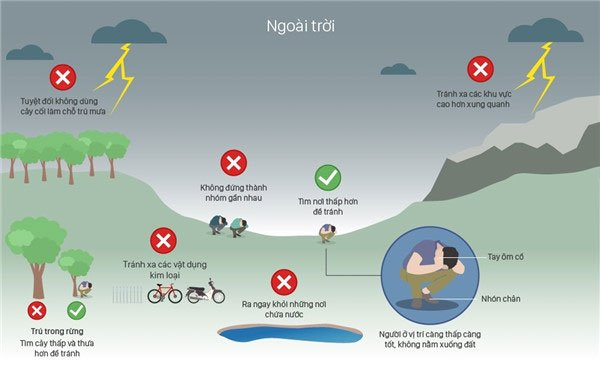 Ngoài trời
Tuyệt đối không dùng
cây cối làm chỗ trú mưa
Tránh xa các khu vực
cao hơn xung quanh
Không đứng thành
nhóm gần nhau
Tìm nơi thấp hơn
để tránh
Tránh xa các vật dụng
kim loại
Ra ngay khỏi những nơi
chứa nước
Tay ôm cổ
Nhón chân
Trú trong rừng
Tìm cây thấp và thưa
hơn để tránh
Người ở vị trí càng thấp càng
tốt, không nằm xuống đất